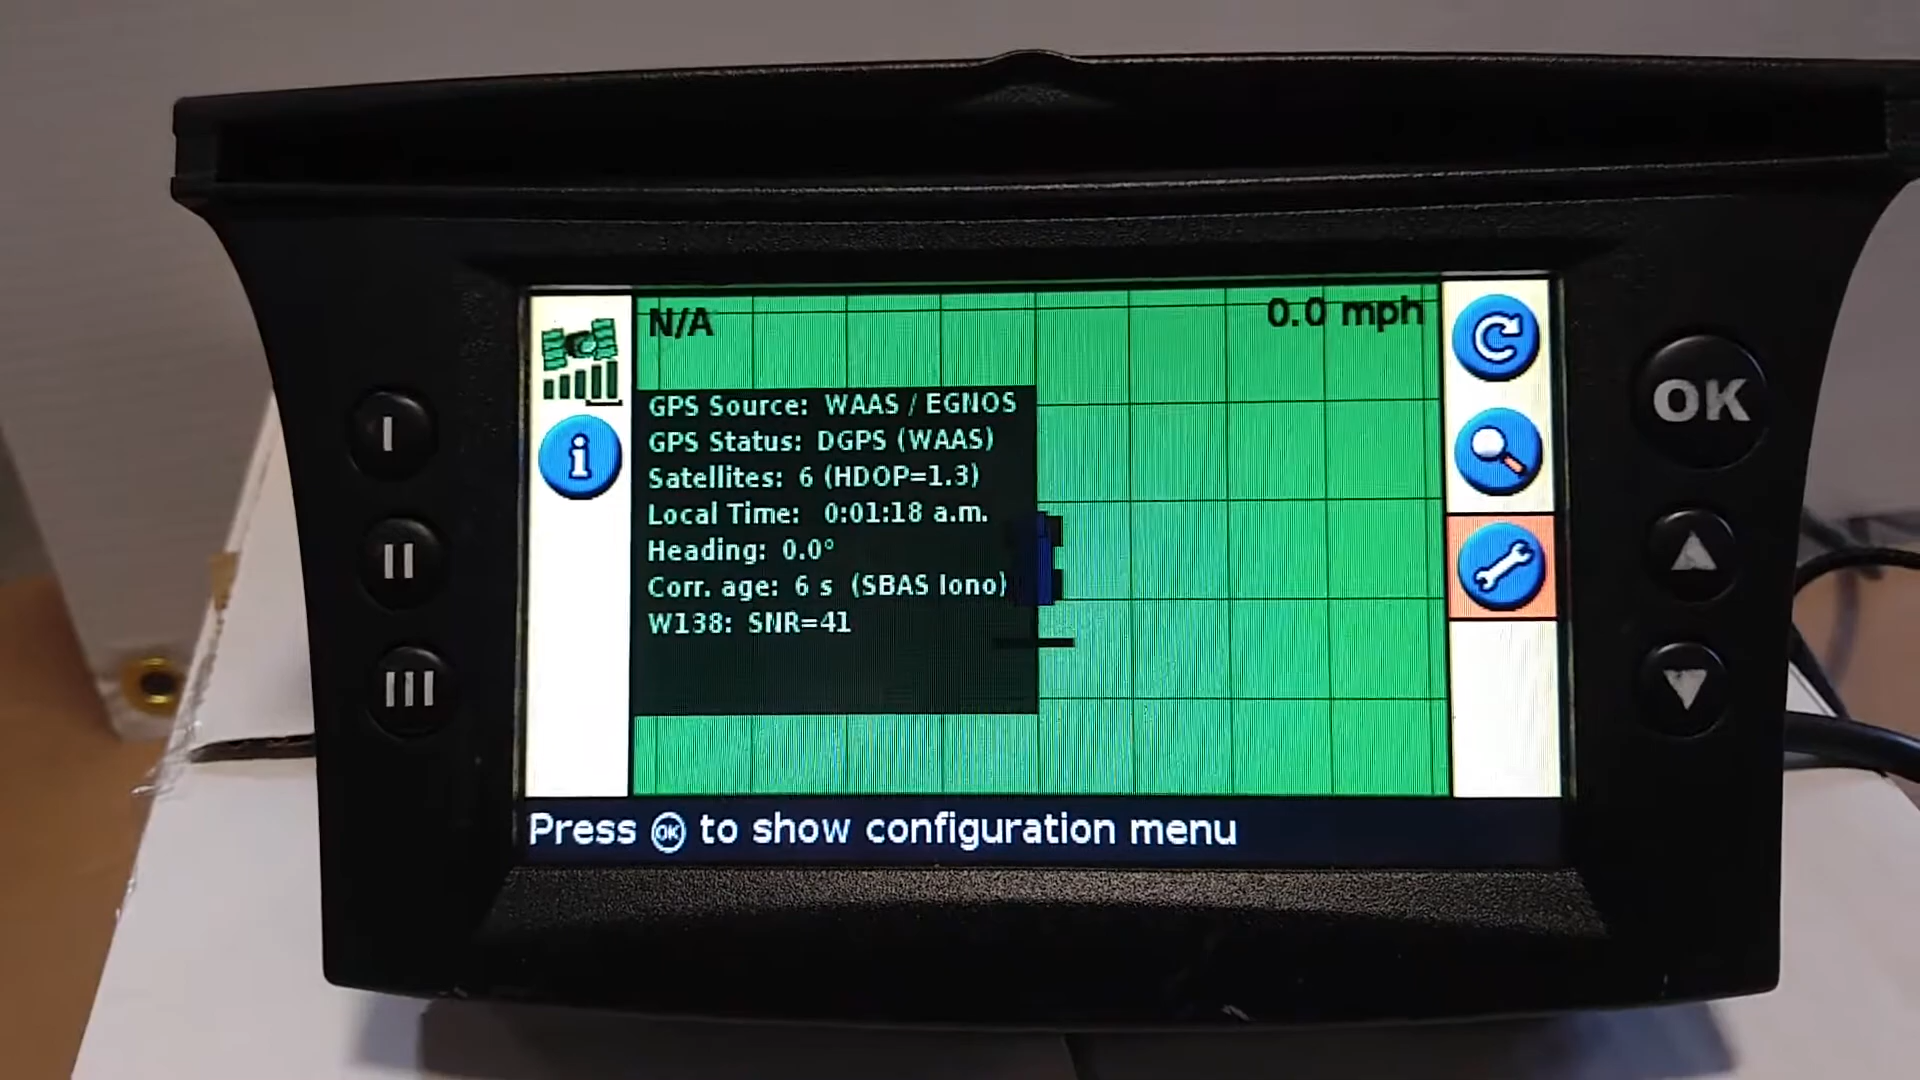 N/A
0.0 mph
GPS Source: WAAS / EGNOS
GPS Status: DGPS (WAAS)
Satellites: 6 (HDOP=1.3)
Local Time: 0:01:18 a.m.
Heading: 0.0°
Corr. age: 6 s (SBAS Iono)
W138: SNR=41
Press OK to show configuration menu
I
II
III
OK